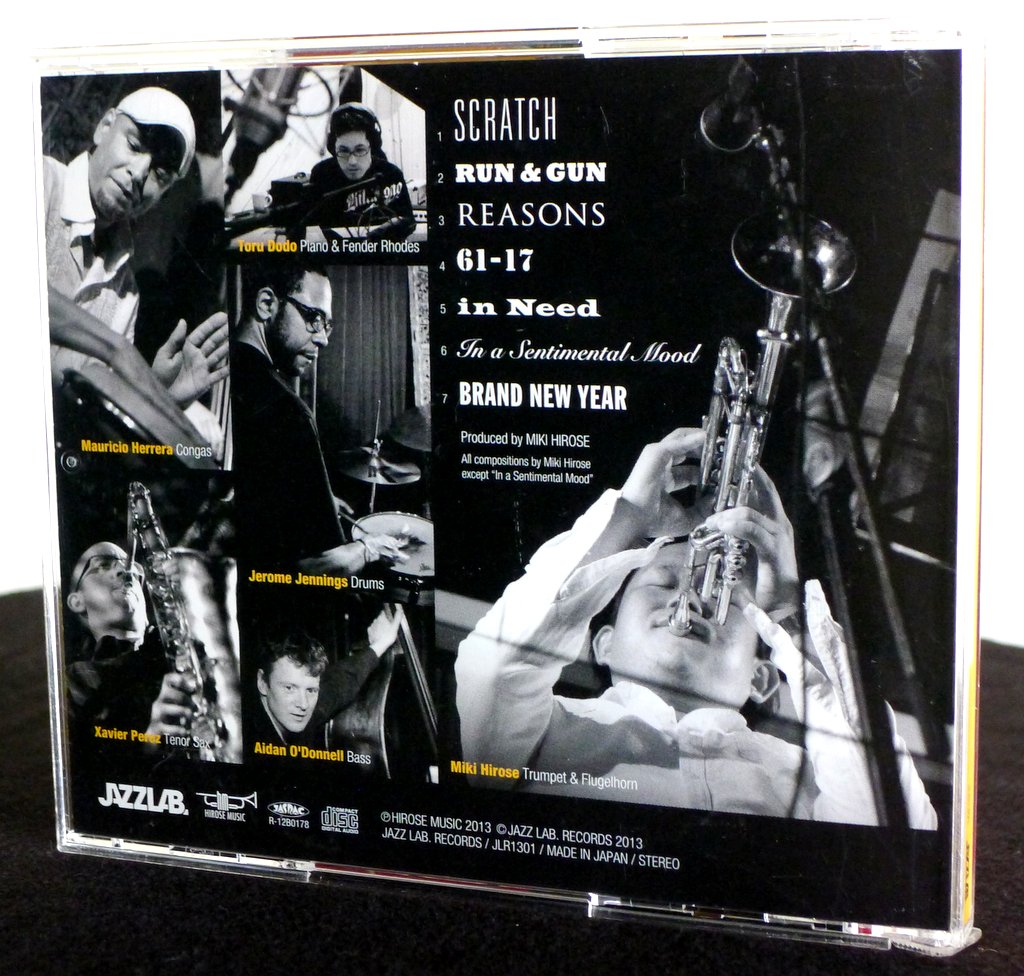 1 SCRATCH
2 RUN & GUN
3 REASONS
4 61-17
5 in Need
6 In a Sentimental Mood
7 BRAND NEW YEAR
Produced by MIKI HIROSE
All compositions by Miki Hirose
except "In a Sentimental Mood"
Toru Dodo Piano & Fender Rhodes
Mauricio Herrera Congas
Jerome Jennings Drums
Xavier Perez Tenor Sax
Aidan O'Donnell Bass
Miki Hirose Trumpet & Flugelhorn
JAZZLAB.
HIROSE MUSIC
JASRAC
R-12B0178
COMPACT
disc
DIGITAL AUDIO
℗HIROSE MUSIC 2013 ©JAZZ LAB. RECORDS 2013
JAZZ LAB. RECORDS / JLR1301 / MADE IN JAPAN / STEREO